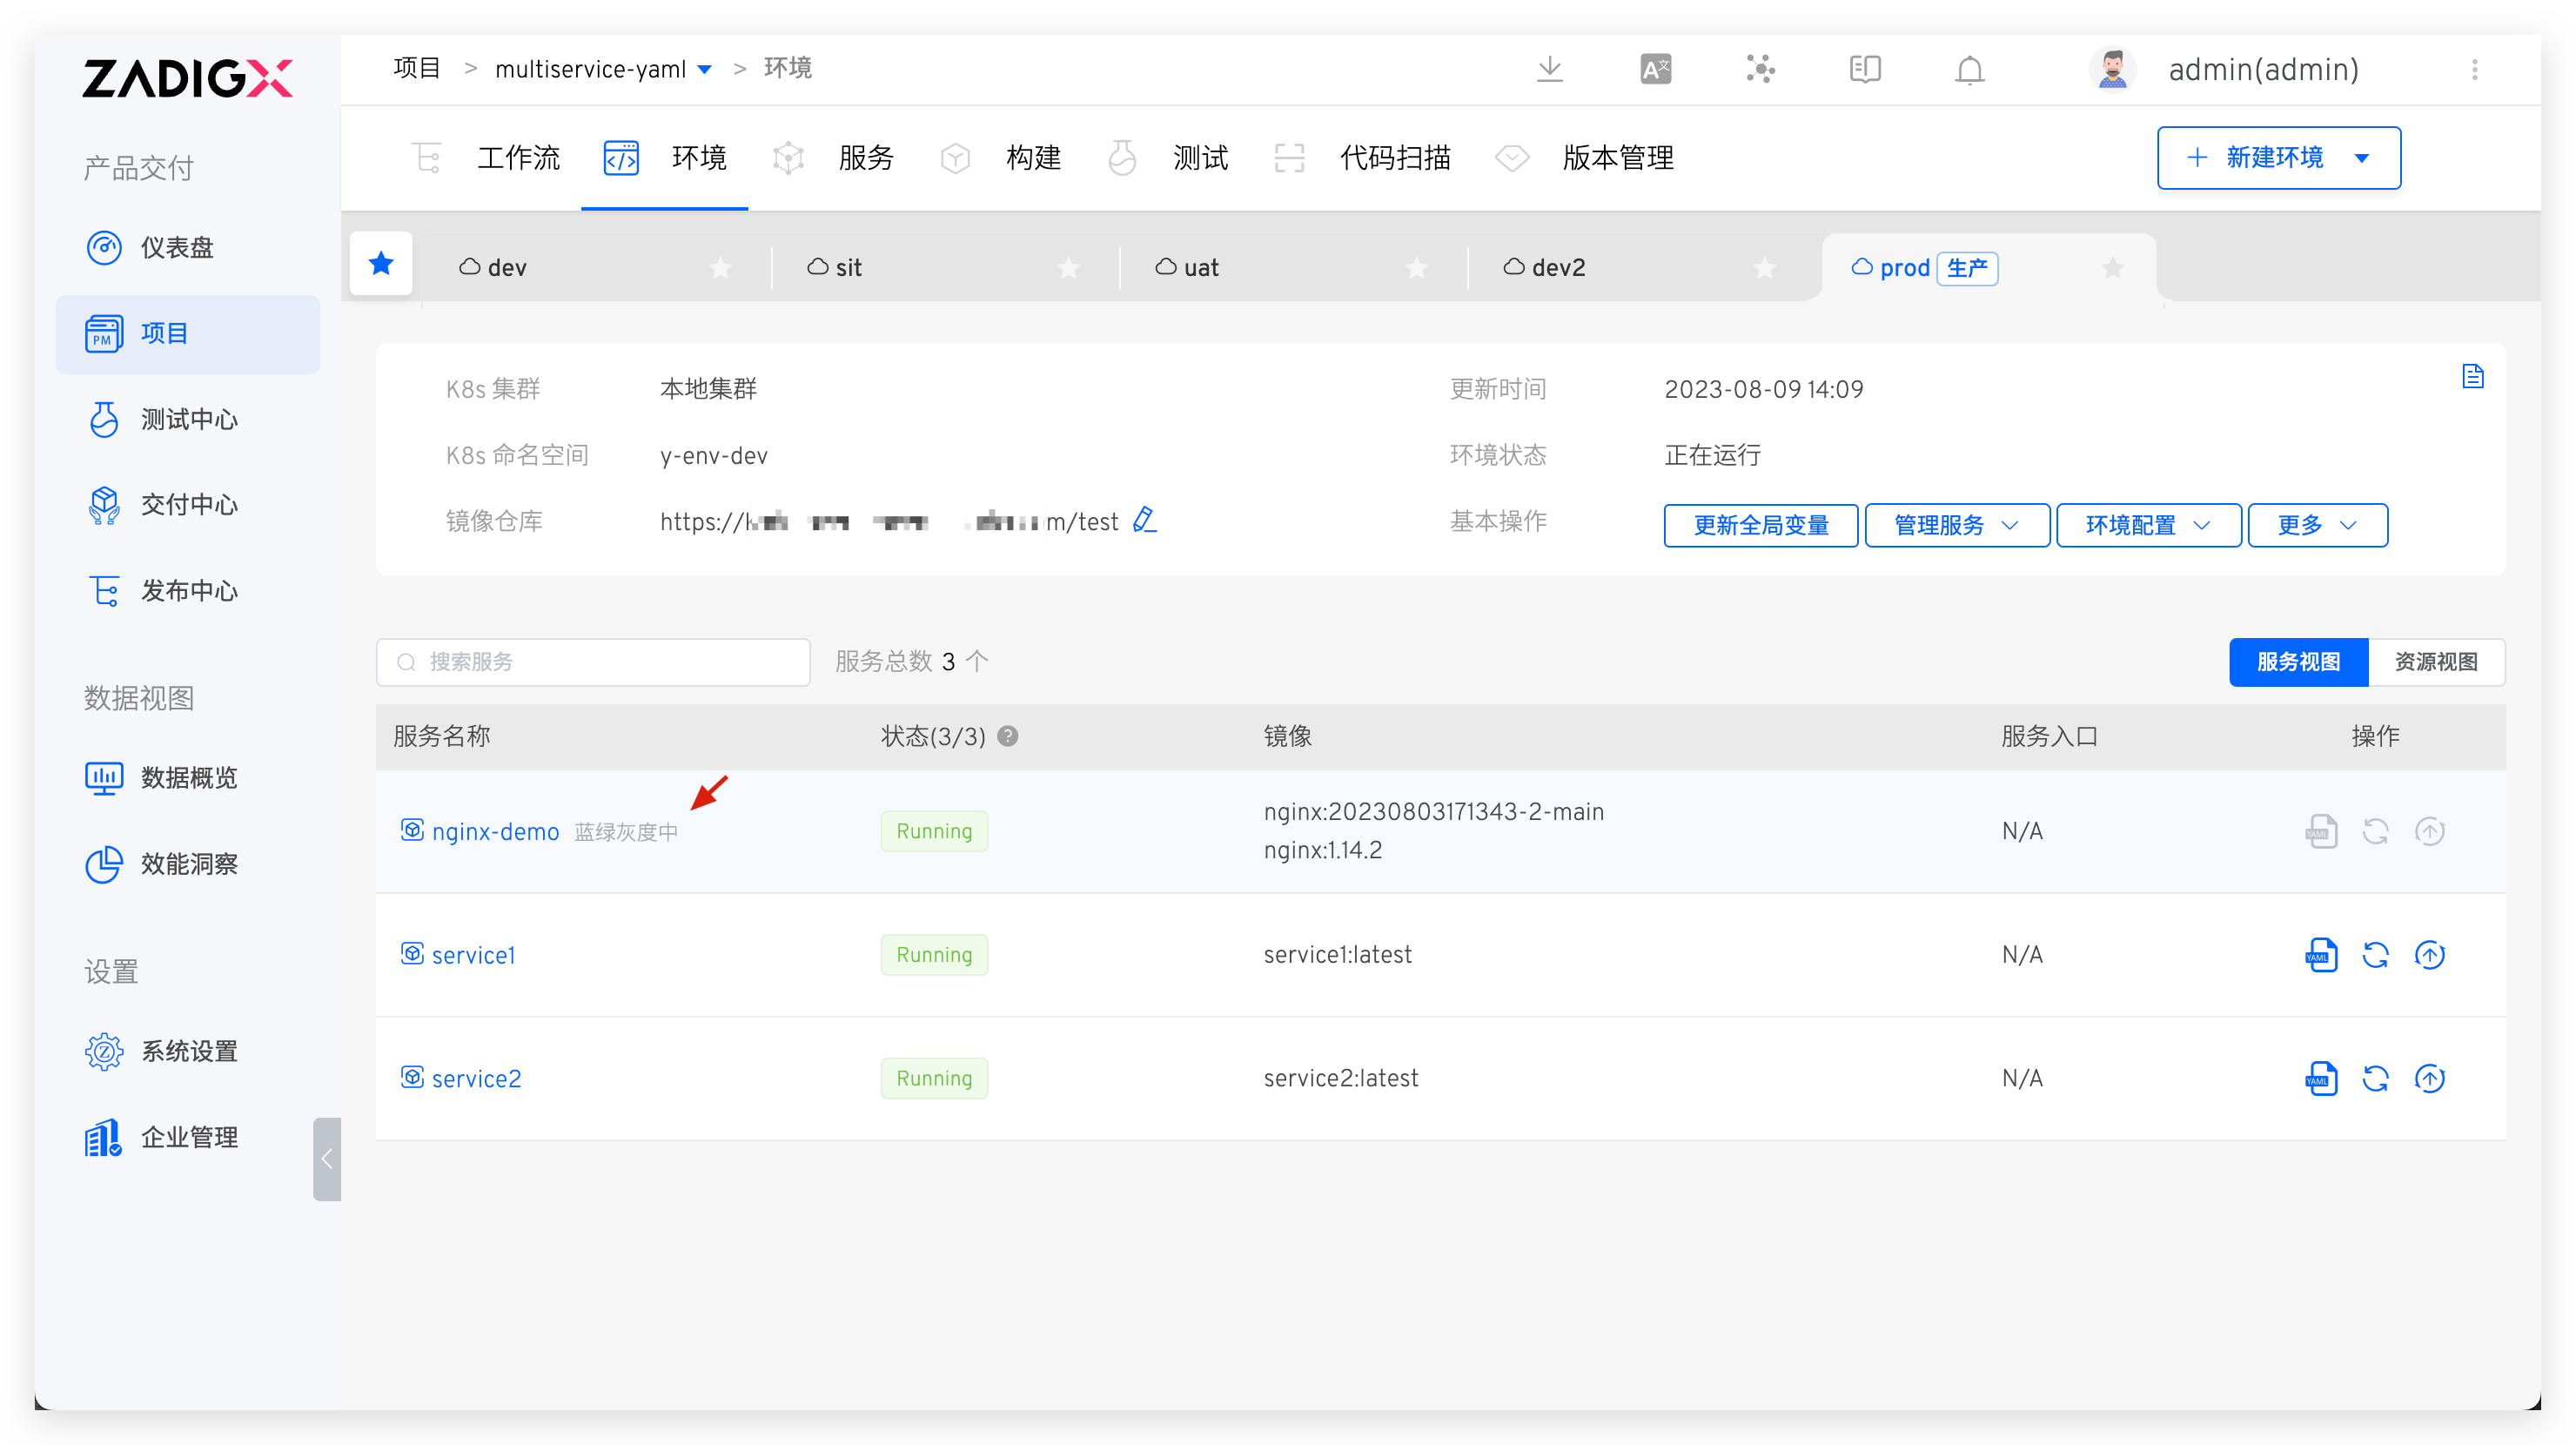 ZADIGX
项目 > multiservice-yaml > 环境
admin(admin)
产品交付
仪表盘
PM 项目
测试中心
交付中心
发布中心
数据视图
数据概览
效能洞察
设置
系统设置
企业管理
工作流 环境 服务 构建 测试 代码扫描 版本管理
+ 新建环境
dev sit uat dev2 prod 生产
K8s 集群 本地集群 更新时间 2023-08-09 14:09
K8s 命名空间 y-env-dev 环境状态 正在运行
镜像仓库 https:// m/test 基本操作 更新全局变量 管理服务 环境配置 更多
搜索服务 服务总数 3 个 服务视图 资源视图
服务名称 状态(3/3) ? 镜像 服务入口 操作
nginx-demo 蓝绿灰度中 Running nginx:20230803171343-2-main N/A YAML
nginx:1.14.2
service1 Running service1:latest N/A YAML
service2 Running service2:latest N/A YAML